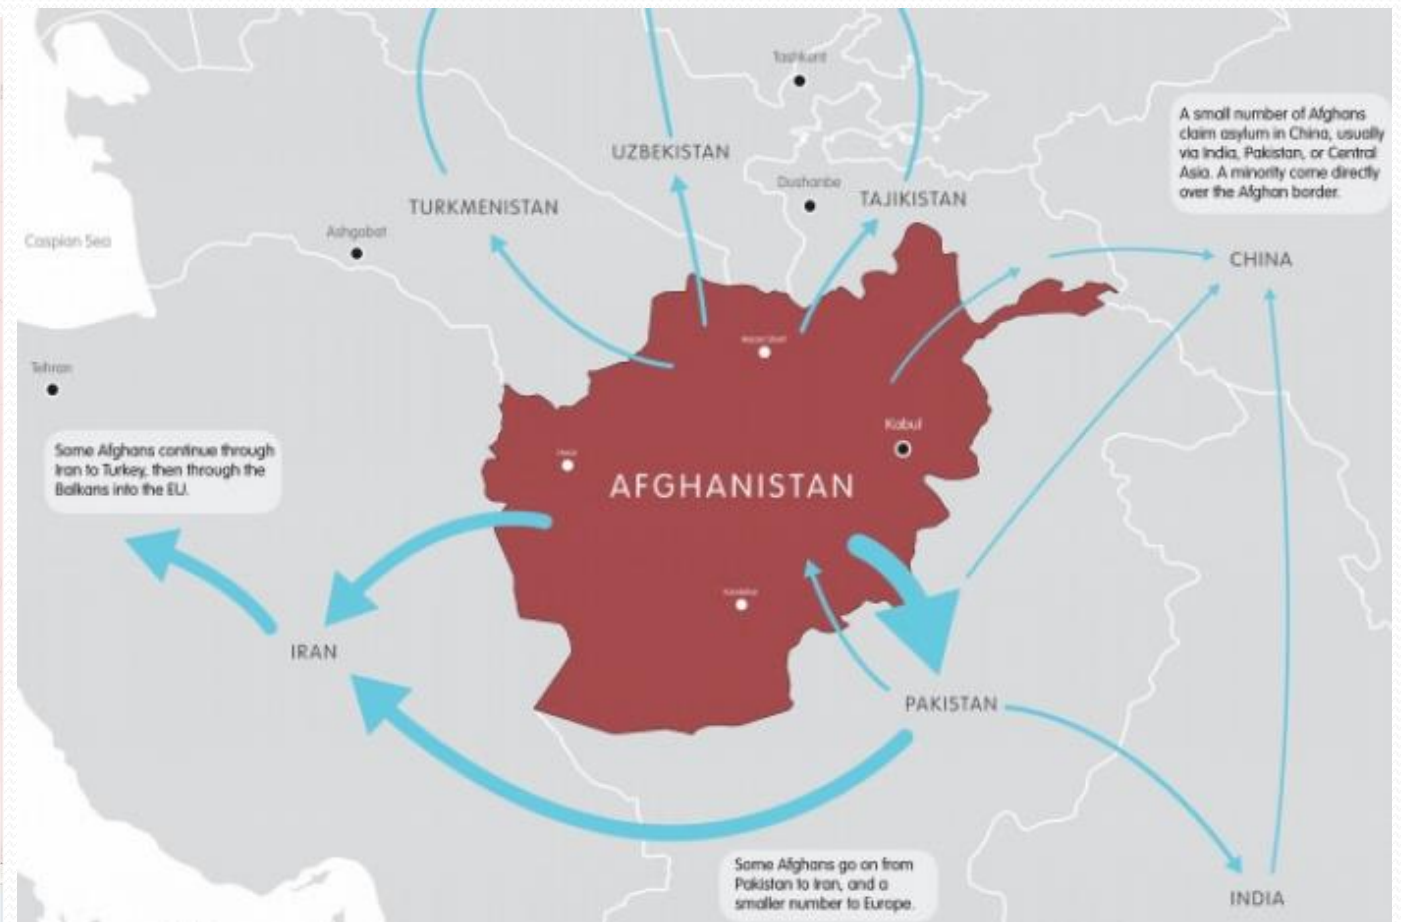 Tashkent
A small number of Afghans
claim asylum in China, usually
via India, Pakistan, or Central
Asia. A minority come directly
over the Afghan border.
UZBEKISTAN
Dushanbe
TAJIKISTAN
TURKMENISTAN
Ashgabat
Caspian Sea
CHINA
Tehran
Kabul
Some Afghans continue through
Iran to Turkey, then through the
Balkans into the EU.
AFGHANISTAN
IRAN
PAKISTAN
Some Afghans go on from
Pakistan to Iran, and a
smaller number to Europe.
INDIA